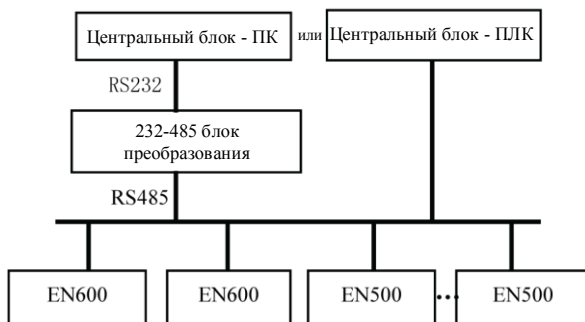 Центральный блок - ПК или Центральный блок - ПЛК
RS232
232-485 блок
преобразования
RS485
EN600 EN600 EN500 ... EN500